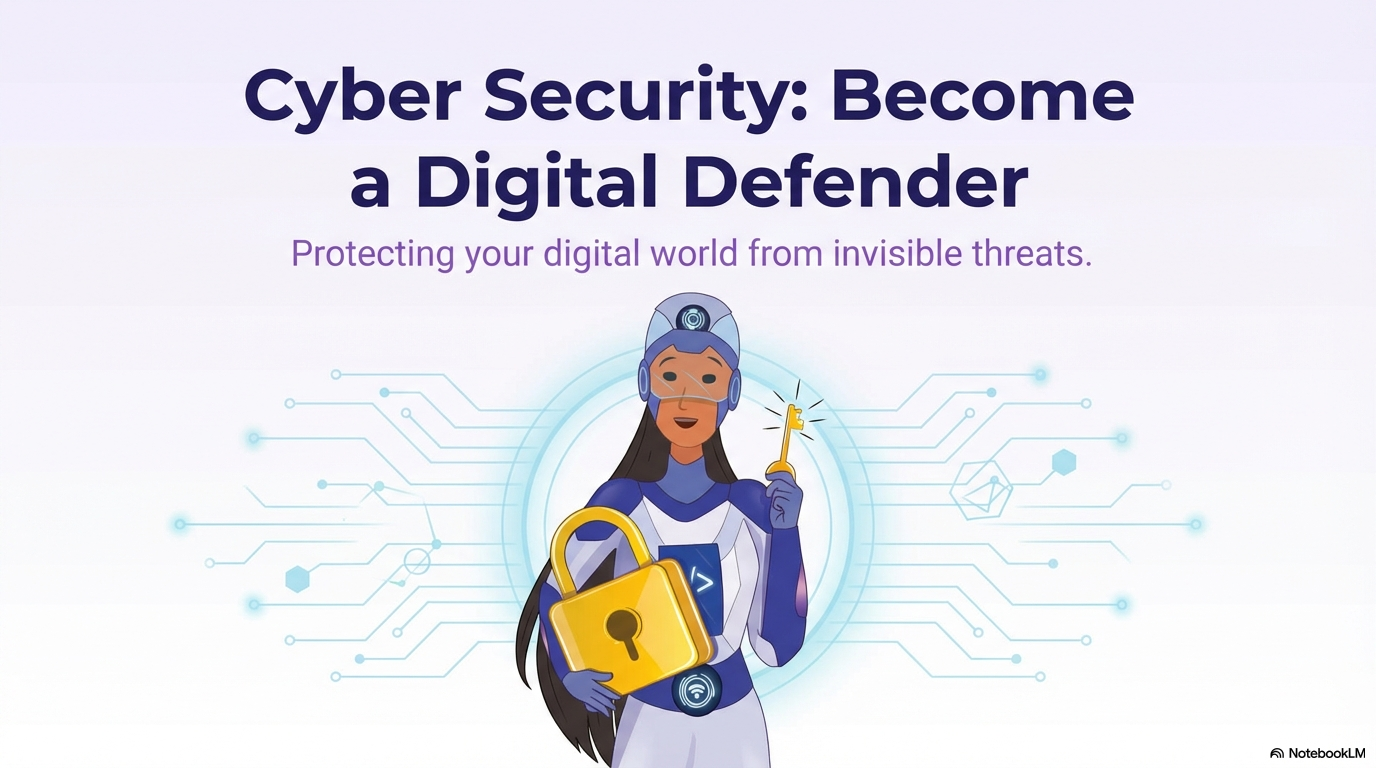 Cyber Security: Become
a Digital Defender
Protecting your digital world from invisible threats.
/>
NotebookLM